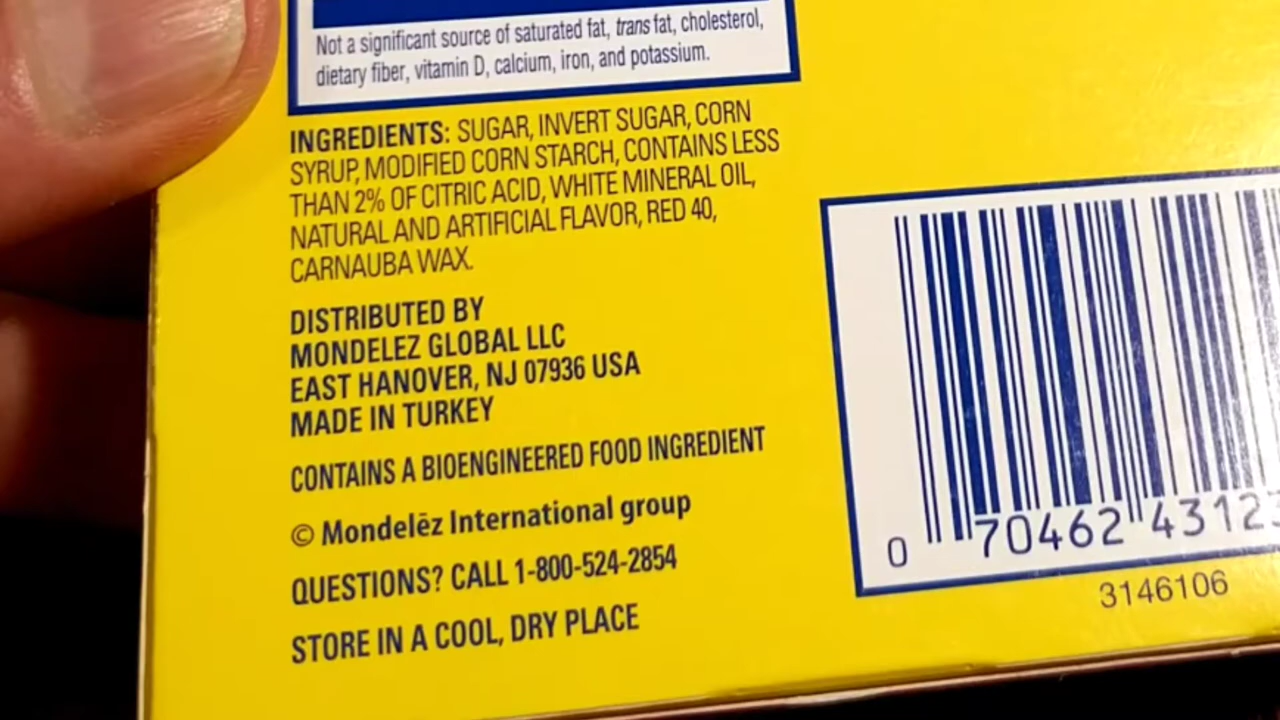 Not a significant source of saturated fat, trans fat, cholesterol,
dietary fiber, vitamin D, calcium, iron, and potassium.
INGREDIENTS: SUGAR, INVERT SUGAR, CORN
SYRUP, MODIFIED CORN STARCH, CONTAINS LESS
THAN 2% OF CITRIC ACID, WHITE MINERAL OIL,
NATURAL AND ARTIFICIAL FLAVOR, RED 40,
CARNAUBA WAX.
DISTRIBUTED BY
MONDELEZ GLOBAL LLC
EAST HANOVER, NJ 07936 USA
MADE IN TURKEY
CONTAINS A BIOENGINEERED FOOD INGREDIENT
© Mondelēz International group
QUESTIONS? CALL 1-800-524-2854
STORE IN A COOL, DRY PLACE
0 70462 43123
3146106